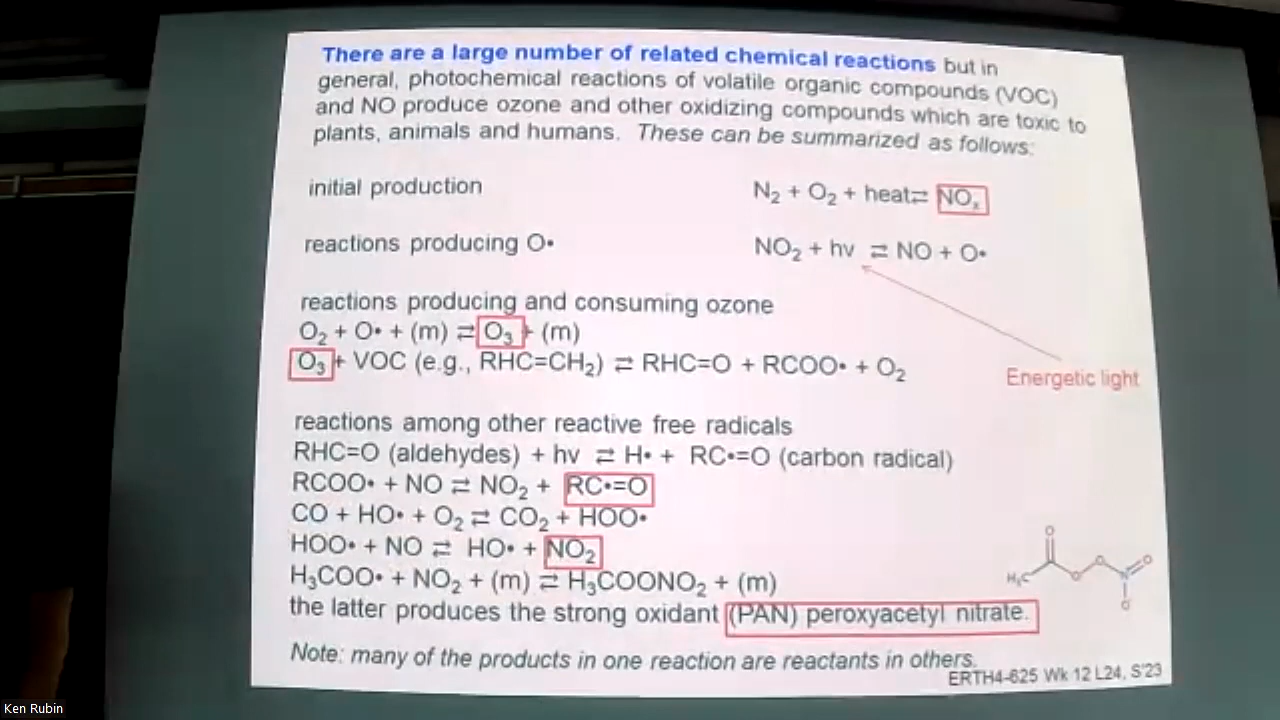 There are a large number of related chemical reactions but in
general, photochemical reactions of volatile organic compounds (VOC)
and NO produce ozone and other oxidizing compounds which are toxic to
plants, animals and humans. These can be summarized as follows:
initial production
N₂ + O₂ + heat⇄ NOₓ
reactions producing O•
NO₂ + hv ⇄ NO + O•
reactions producing and consuming ozone
O₂ + O• + (m) ⇄ O₃ + (m)
O₃ + VOC (e.g., RHC=CH₂) ⇄ RHC=O + RCOO• + O₂
Energetic light
reactions among other reactive free radicals
RHC=O (aldehydes) + hv ⇄ H• + RC•=O (carbon radical)
RCOO• + NO ⇄ NO₂ + RC•=O
CO + HO• + O₂ ⇄ CO₂ + HOO•
HOO• + NO ⇄ HO• + NO₂
H₃COO• + NO₂ + (m) ⇄ H₃COONO₂ + (m)
the latter produces the strong oxidant (PAN) peroxyacetyl nitrate.
O
H₃C
O
O
N
O
O
Note: many of the products in one reaction are reactants in others.
ERTH4-625 Wk 12 L24, S'23
Ken Rubin